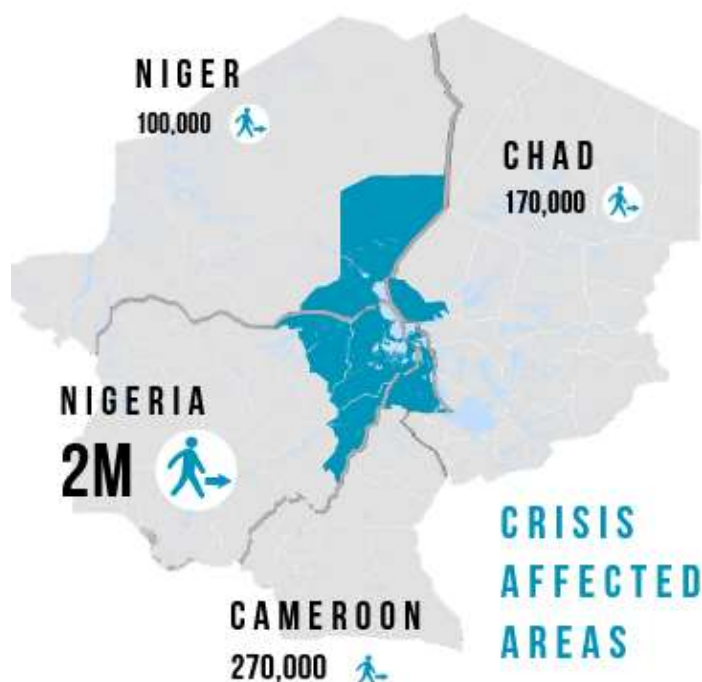 NIGER
100,000
CHAD
170,000
NIGERIA
2M
CRISIS
AFFECTED
AREAS
CAMEROON
270,000